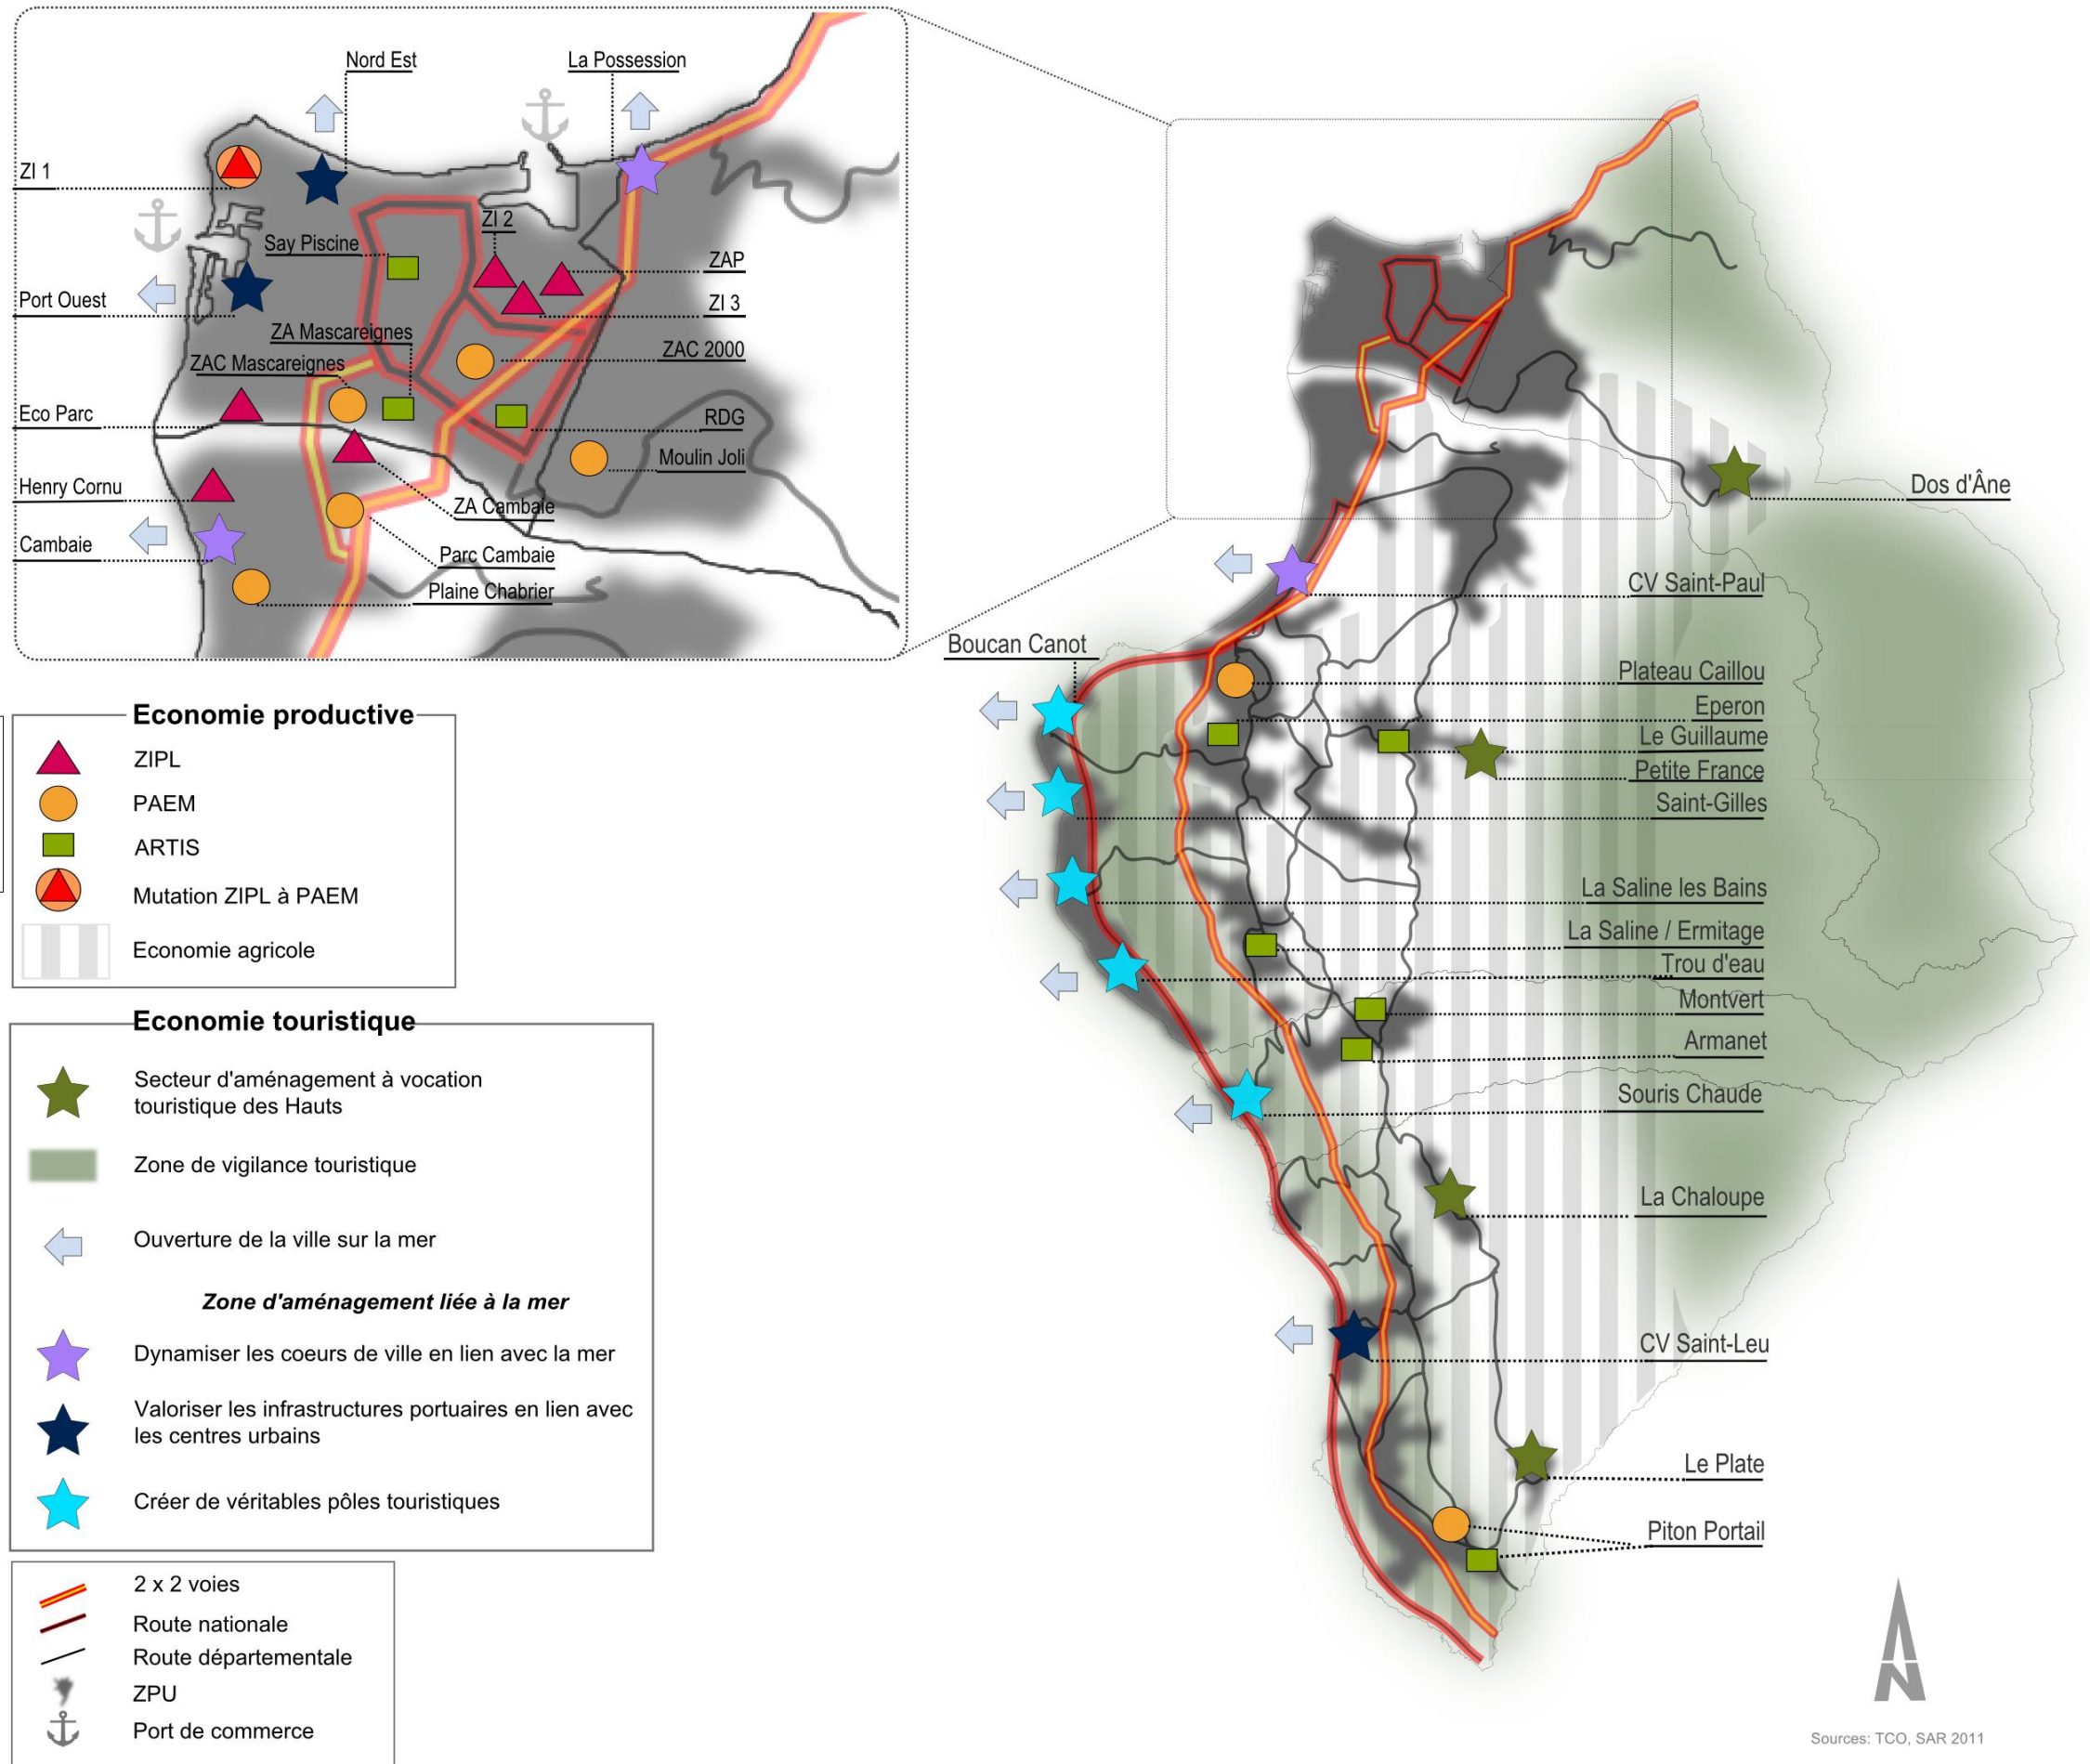 Nord Est
La Possession
ZI 1
Say Piscine
ZI 2
ZAP
Port Ouest
ZI 3
ZA Mascareignes
ZAC Mascareignes
ZAC 2000
Eco Parc
RDG
Moulin Joli
Henry Cornu
ZA Cambaie
Cambaie
Parc Cambaie
Plaine Chabrier
Dos d'Âne
CV Saint-Paul
Boucan Canot
Plateau Caillou
Eperon
Le Guillaume
Petite France
Saint-Gilles
La Saline les Bains
La Saline / Ermitage
Trou d'eau
Montvert
Armanet
Souris Chaude
La Chaloupe
CV Saint-Leu
Le Plate
Piton Portail
Economie productive
ZIPL
PAEM
ARTIS
Mutation ZIPL à PAEM
Economie agricole
Economie touristique
Secteur d'aménagement à vocation
touristique des Hauts
Zone de vigilance touristique
Ouverture de la ville sur la mer
Zone d'aménagement liée à la mer
Dynamiser les coeurs de ville en lien avec la mer
Valoriser les infrastructures portuaires en lien avec
les centres urbains
Créer de véritables pôles touristiques
2 x 2 voies
Route nationale
Route départementale
ZPU
Port de commerce
N
Sources: TCO, SAR 2011